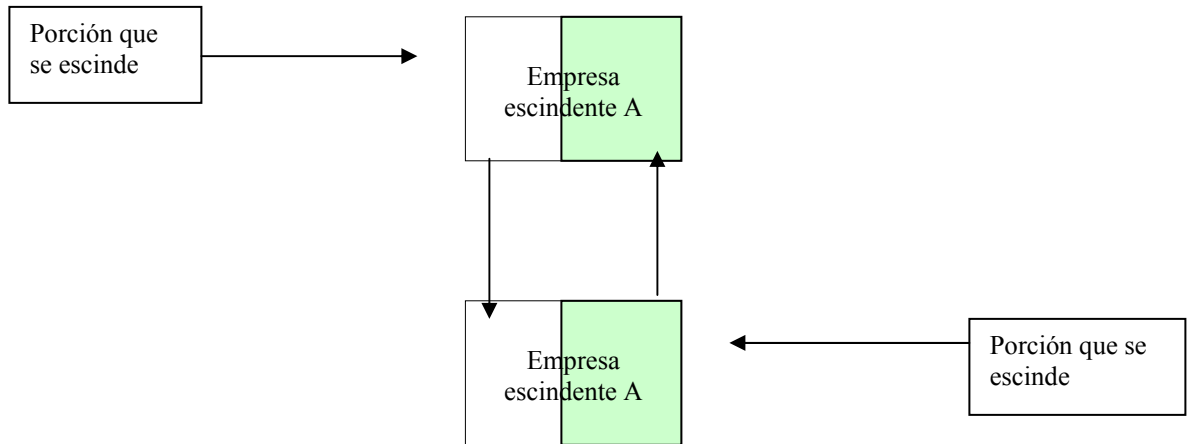 Porción que
se escinde
Empresa
escindente A
Empresa
escindente A
Porción que se
escinde